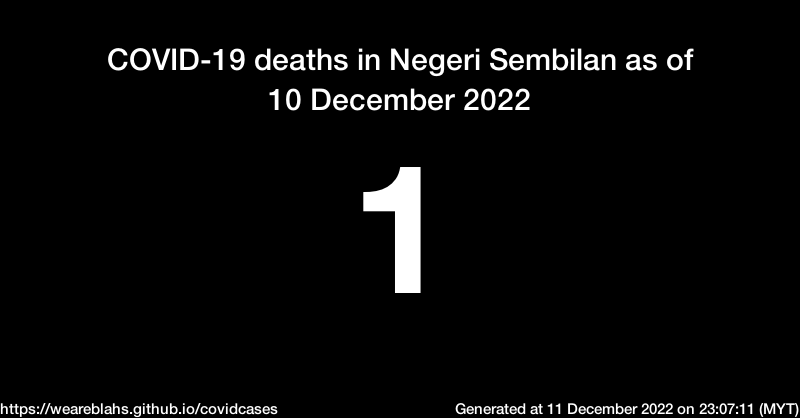 COVID-19 deaths in Negeri Sembilan as of
10 December 2022
1
https://weareblahs.github.io/covidcases
Generated at 11 December 2022 on 23:07:11 (MYT)